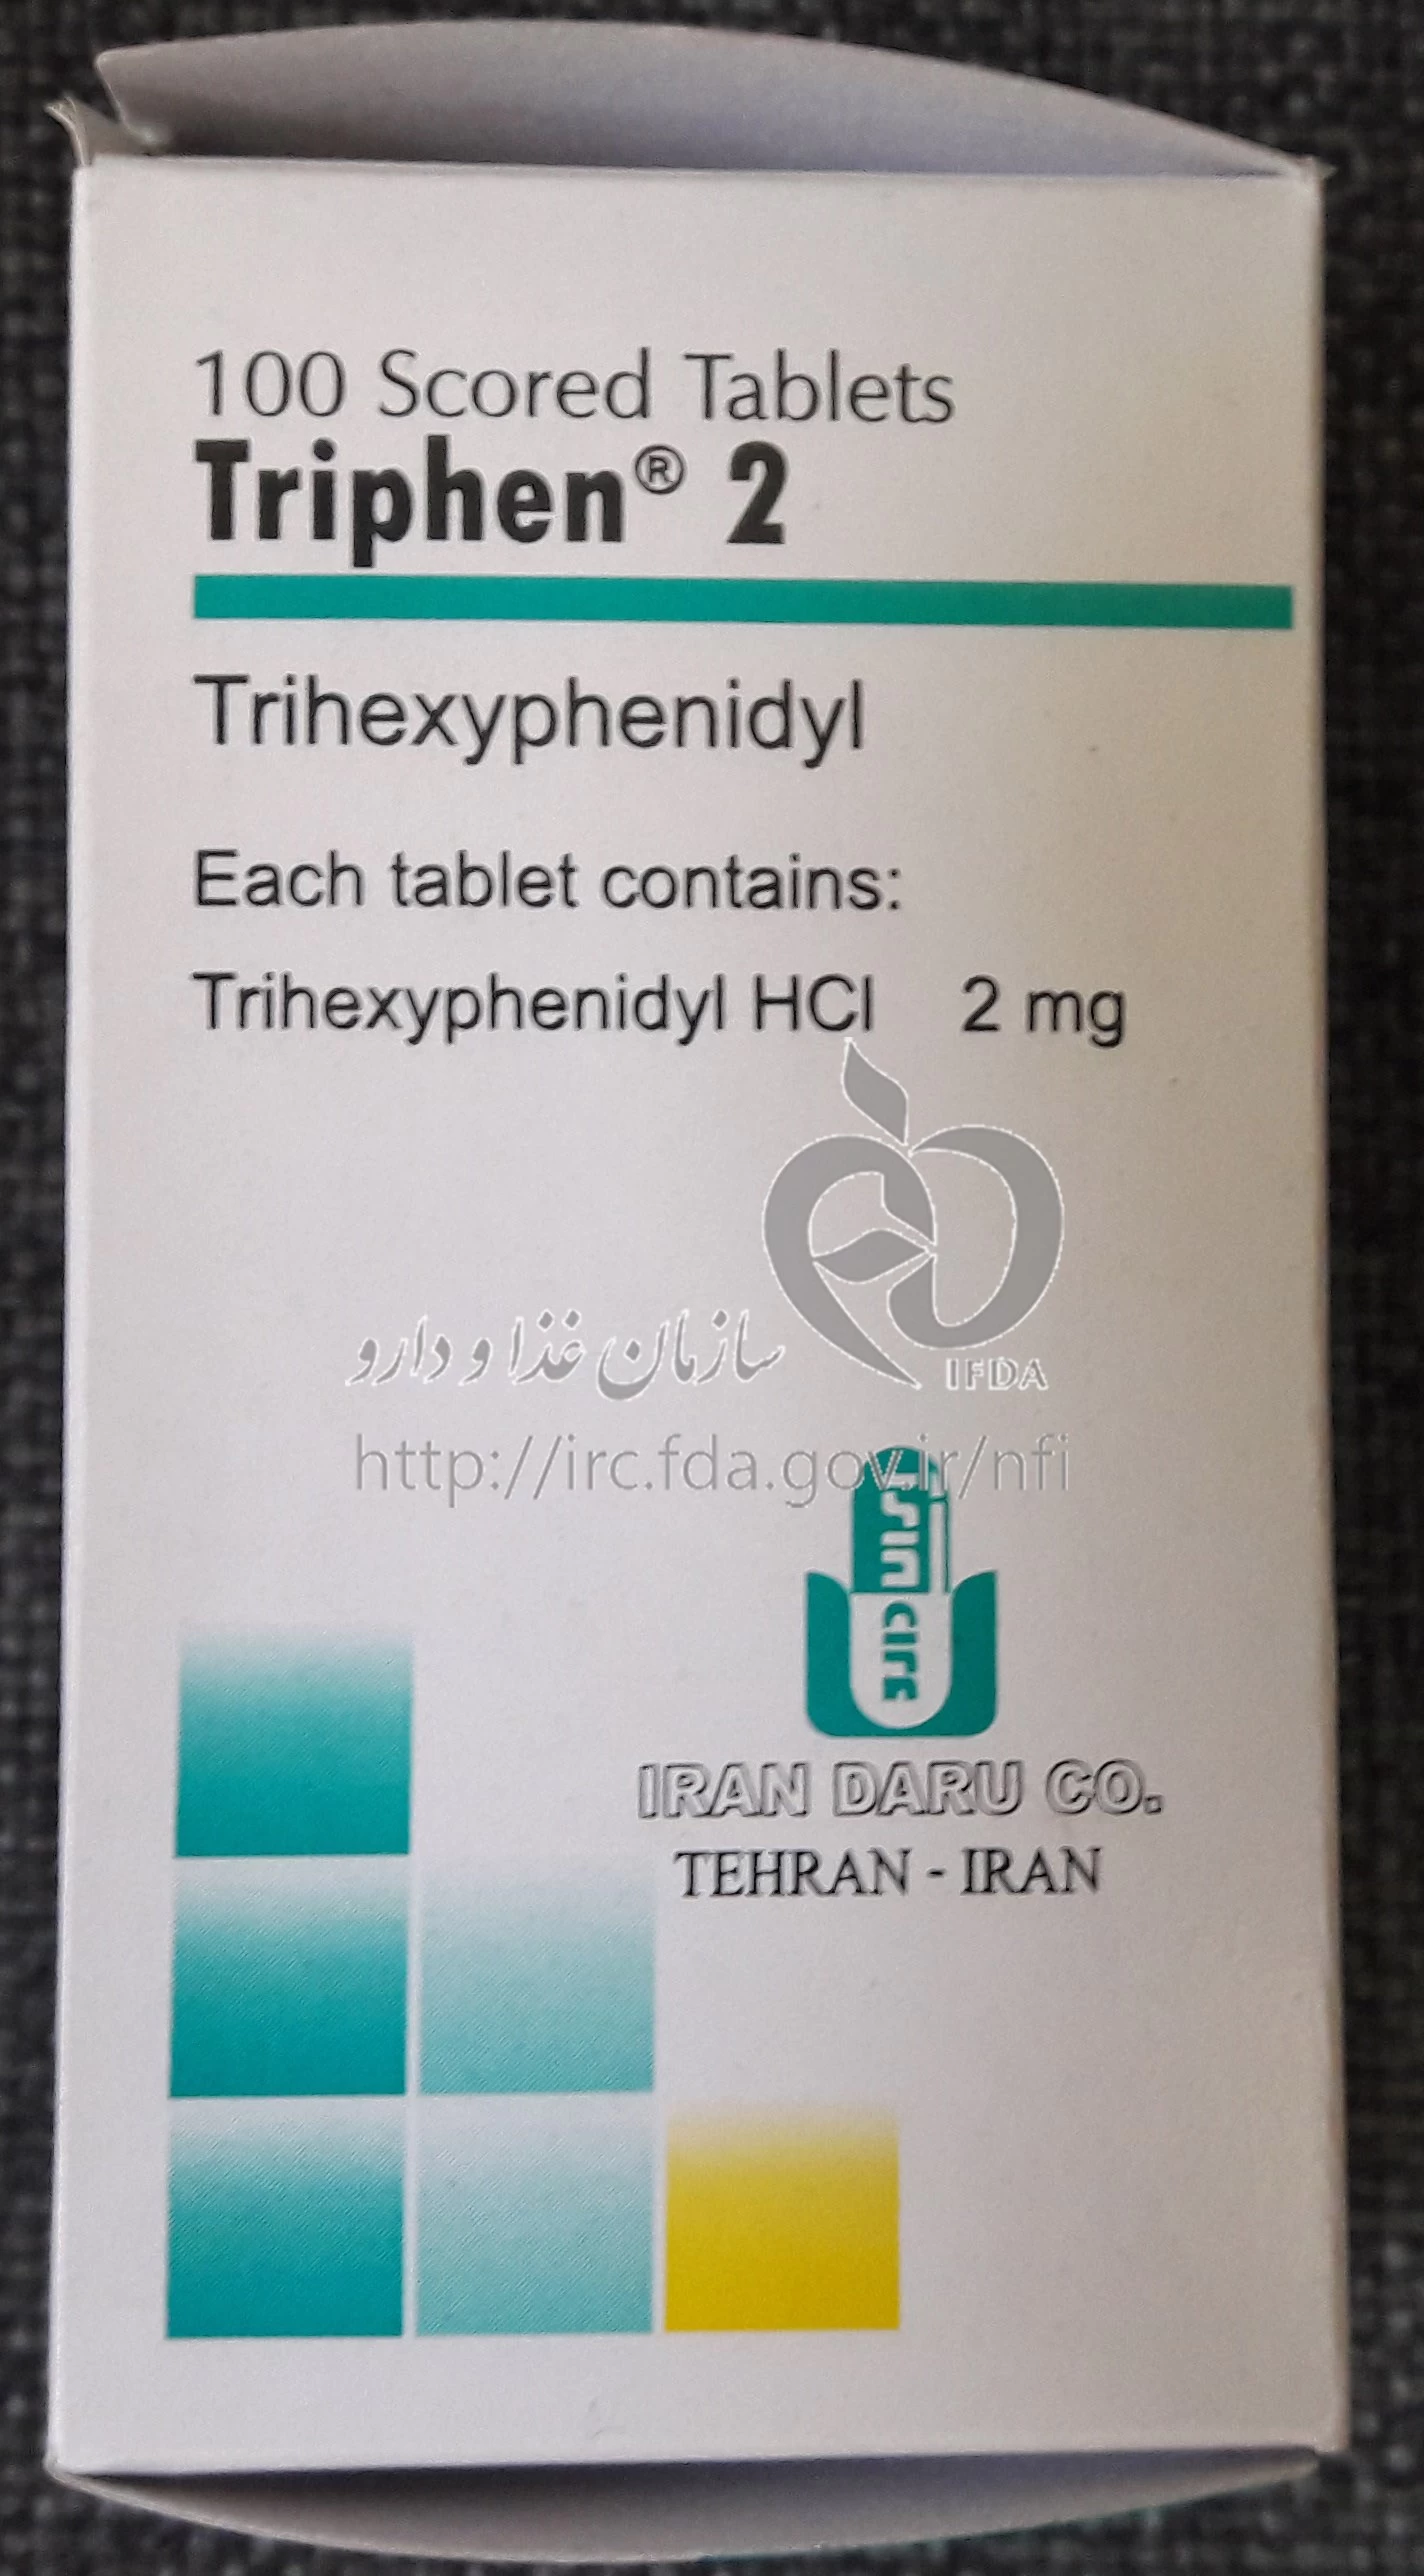 100 Scored Tablets
Triphen® 2
Trihexyphenidyl
Each tablet contains:
Trihexyphenidyl HCl 2 mg
سازمان غذا و دارو
IFDA
http://irc.fda.gov.ir/nfi
IRAN DARU CO.
TEHRAN - IRAN